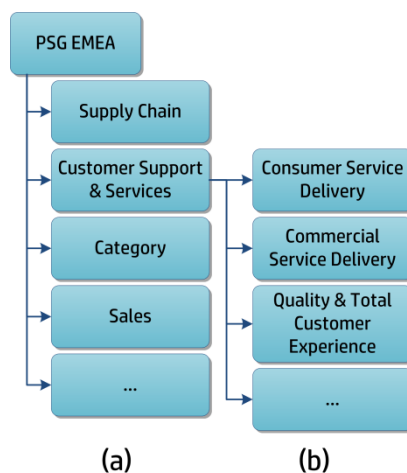 PSG EMEA
Supply Chain
Customer Support
& Services
Category
Sales
...
Consumer Service
Delivery
Commercial
Service Delivery
Quality & Total
Customer
Experience
...
(a)
(b)